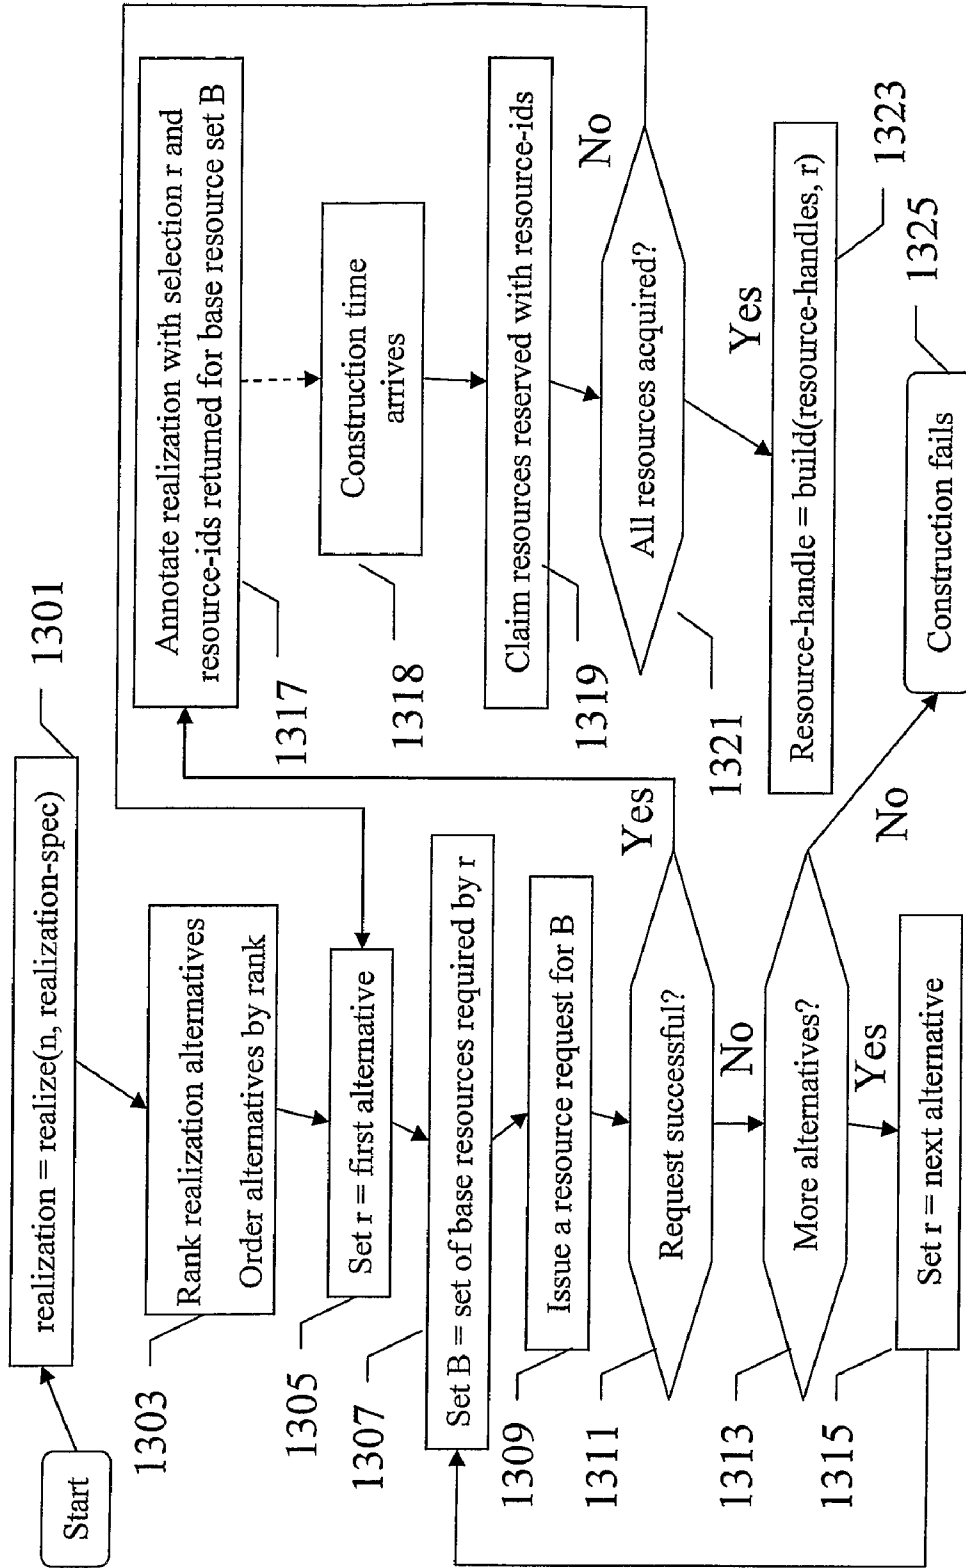 Start
realization = realize(n, realization-spec)
1301
Rank realization alternatives
Order alternatives by rank
1303
Set r = first alternative
1305
Set B = set of base resources required by r
1307
Issue a resource request for B
1309
Request successful?
1311
Yes
No
More alternatives?
1313
No
Yes
Set r = next alternative
1315
Annotate realization with selection r and
resource-ids returned for base resource set B
1317
Construction time
arrives
1318
Claim resources reserved with resource-ids
1319
All resources acquired?
1321
No
Yes
Resource-handle = build(resource-handles, r)
1323
Construction fails
1325